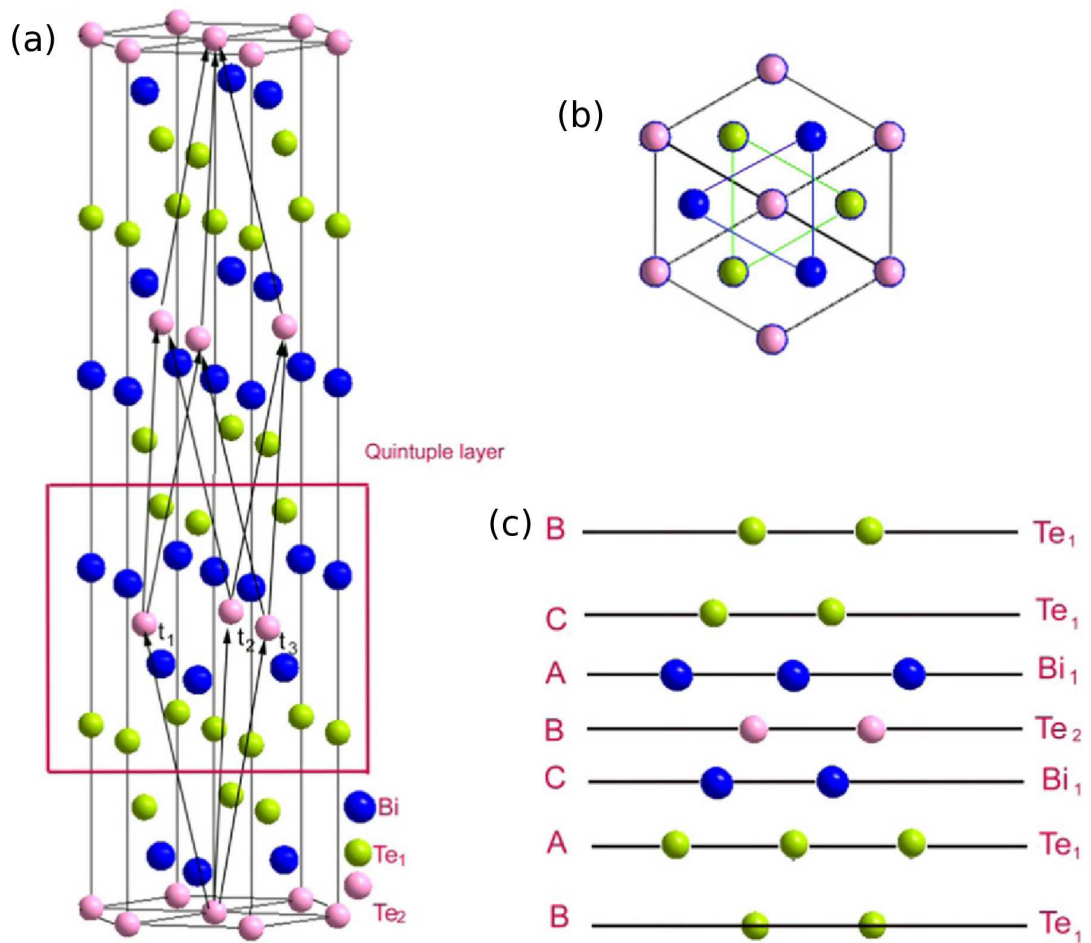 (a)
t₁
t₂
t₃
Quintuple layer
Bi
Te₁
Te₂
(b)
(c)
B Te₁
C Te₁
A Bi₁
B Te₂
C Bi₁
A Te₁
B Te₁